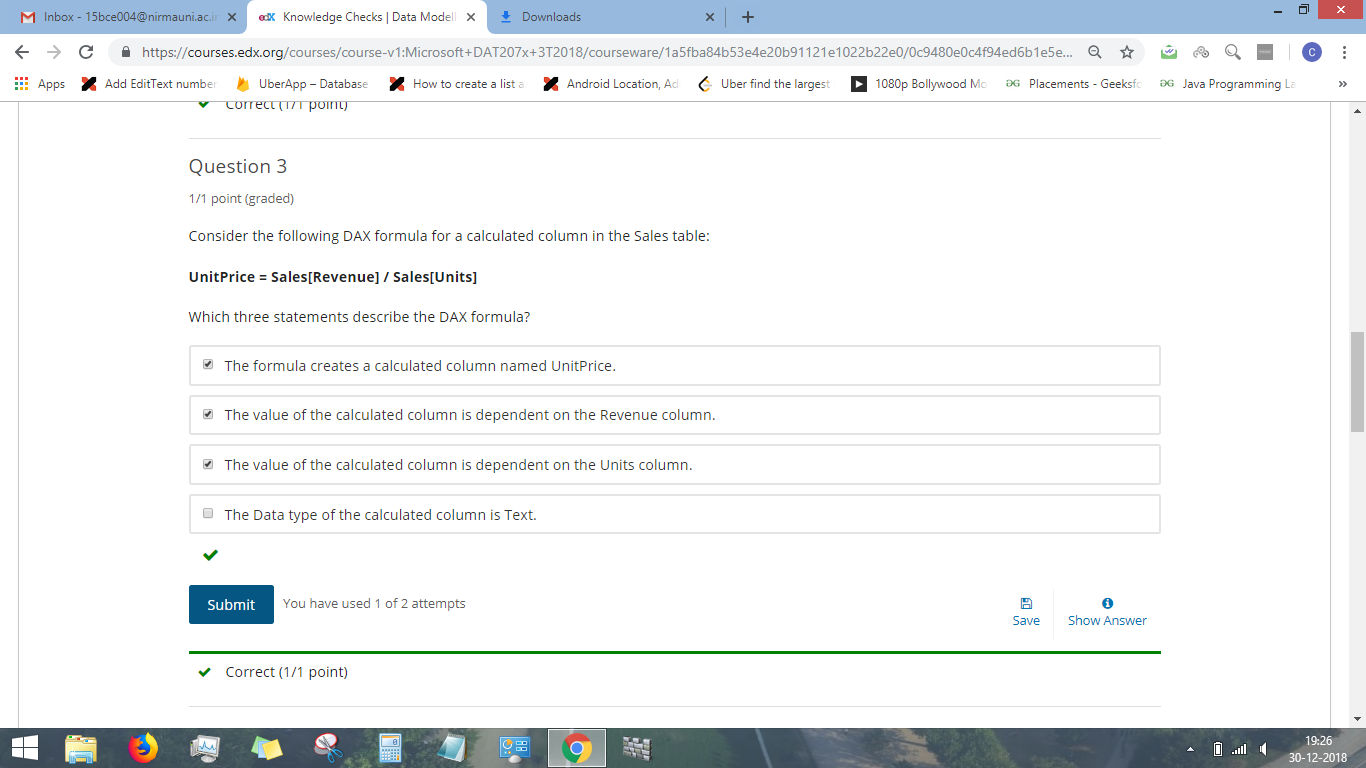 Inbox - 15bce004@nirmauni.ac.i
Knowledge Checks | Data Modell
Downloads
https://courses.edx.org/courses/course-v1:Microsoft+DAT207x+3T2018/courseware/1a5fba84b53e4e20b91121e1022b22e0/0c9480e0c4f94ed6b1e5e...
C
Apps
Add EditText number
UberApp – Database
How to create a list a
Android Location, Ad
Uber find the largest
1080p Bollywood Mo
Placements - Geeksfo
Java Programming La
»
Correct (1/1 point)
Question 3
1/1 point (graded)
Consider the following DAX formula for a calculated column in the Sales table:
UnitPrice = Sales[Revenue] / Sales[Units]
Which three statements describe the DAX formula?
The formula creates a calculated column named UnitPrice.
The value of the calculated column is dependent on the Revenue column.
The value of the calculated column is dependent on the Units column.
The Data type of the calculated column is Text.
Submit
You have used 1 of 2 attempts
Save
Show Answer
Correct (1/1 point)
19:26
30-12-2018